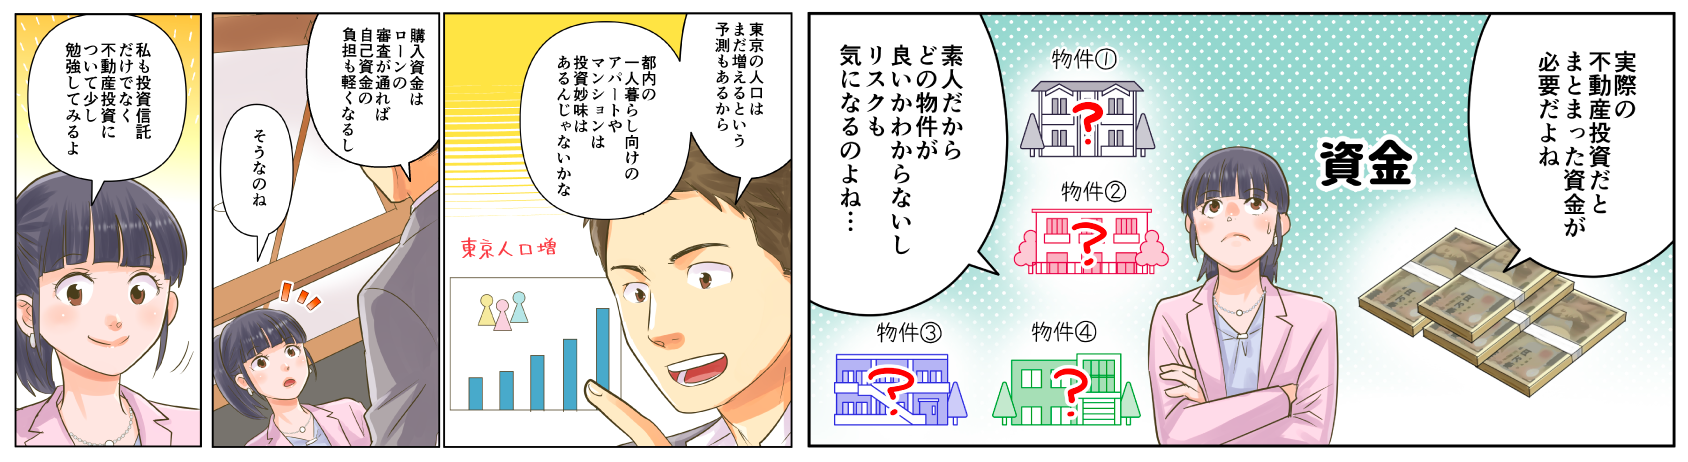 実際の
不動産投資だと
まとまった資金が
必要だよね
資金
物件①
物件②
物件③
物件④
素人だから
どの物件が
良いかわからないし
リスクも
気になるのよね…
東京の人口は
まだ増えるという
予測もあるから
都内の
一人暮らし向けの
アパートや
マンションは
投資妙味は
あるんじゃないかな
東京人口増
購入資金は
ローンの
審査が通れば
自己資金の
負担も軽くなるし
そうなのね
私も投資信託
だけでなく
不動産投資に
ついて少し
勉強してみるよ